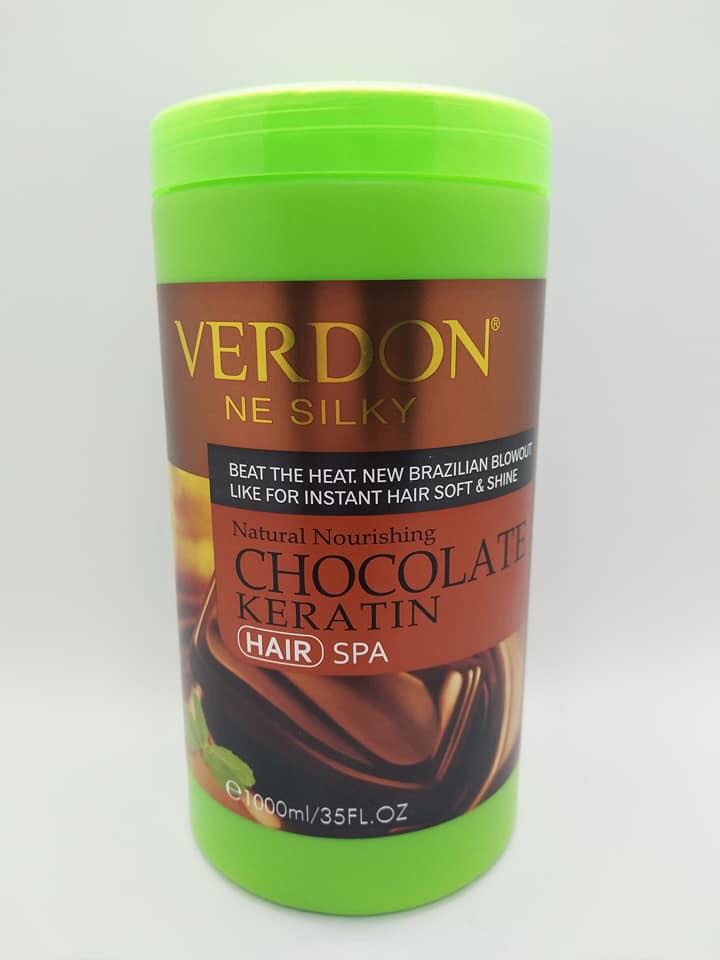 VERDON®
NE SILKY
BEAT THE HEAT. NEW BRAZILIAN BLOWOUT
LIKE FOR INSTANT HAIR SOFT & SHINE
Natural Nourishing
CHOCOLATE
KERATIN
HAIR SPA
℮1000ml/35FL.OZ